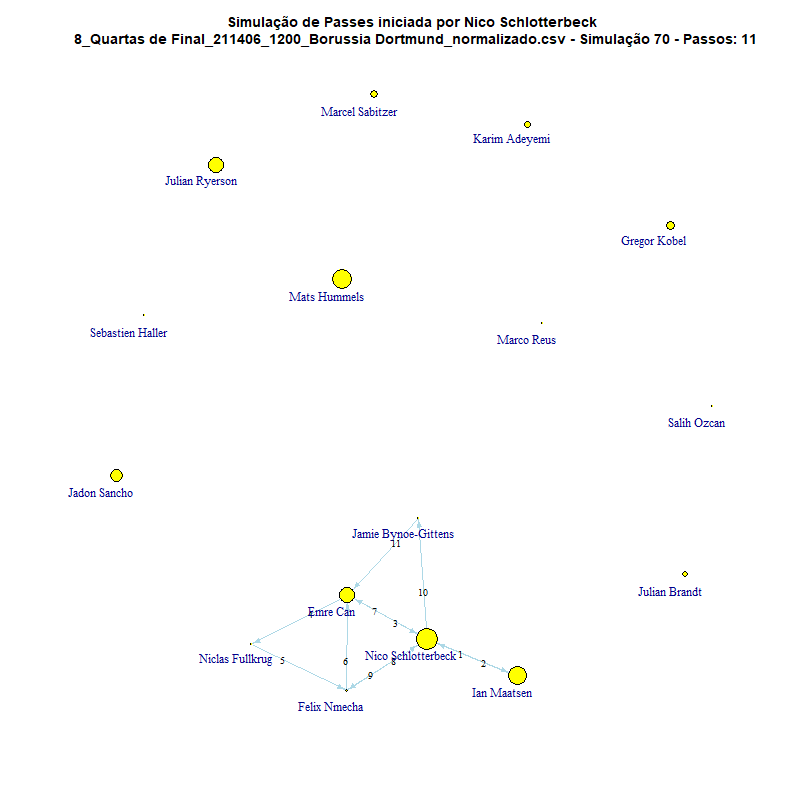 Simulação de Passes iniciada por Nico Schlotterbeck
8_Quartas de Final_211406_1200_Borussia Dortmund_normalizado.csv - Simulação 70 - Passos: 11
Marcel Sabitzer
Karim Adeyemi
Julian Ryerson
Gregor Kobel
Mats Hummels
Sebastien Haller
Marco Reus
Salih Ozcan
Jadon Sancho
Jamie Bynoe-Gittens
11
Julian Brandt
10
Emre Can
4
7
3
Niclas Fullkrug
5
6
Nico Schlotterbeck
8
1
2
9
Ian Maatsen
Felix Nmecha